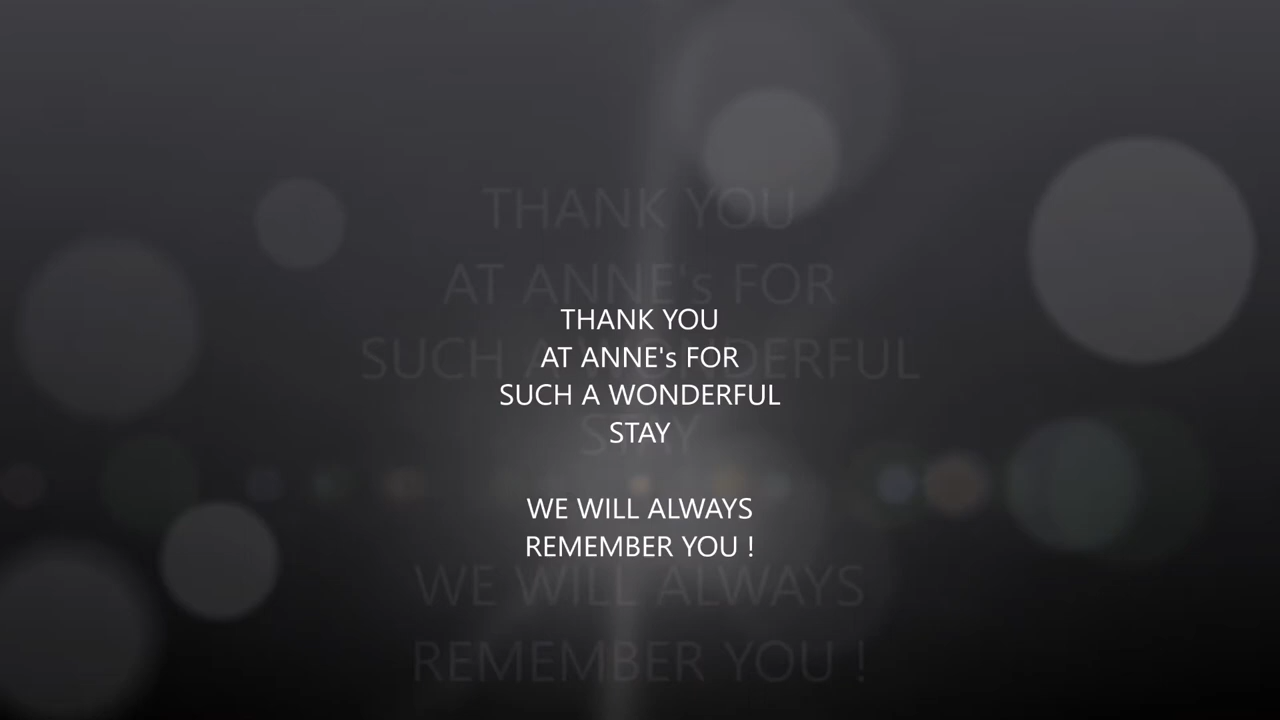 THANK YOU
AT ANNE's FOR
SUCH A WONDERFUL
STAY
WE WILL ALWAYS
REMEMBER YOU !